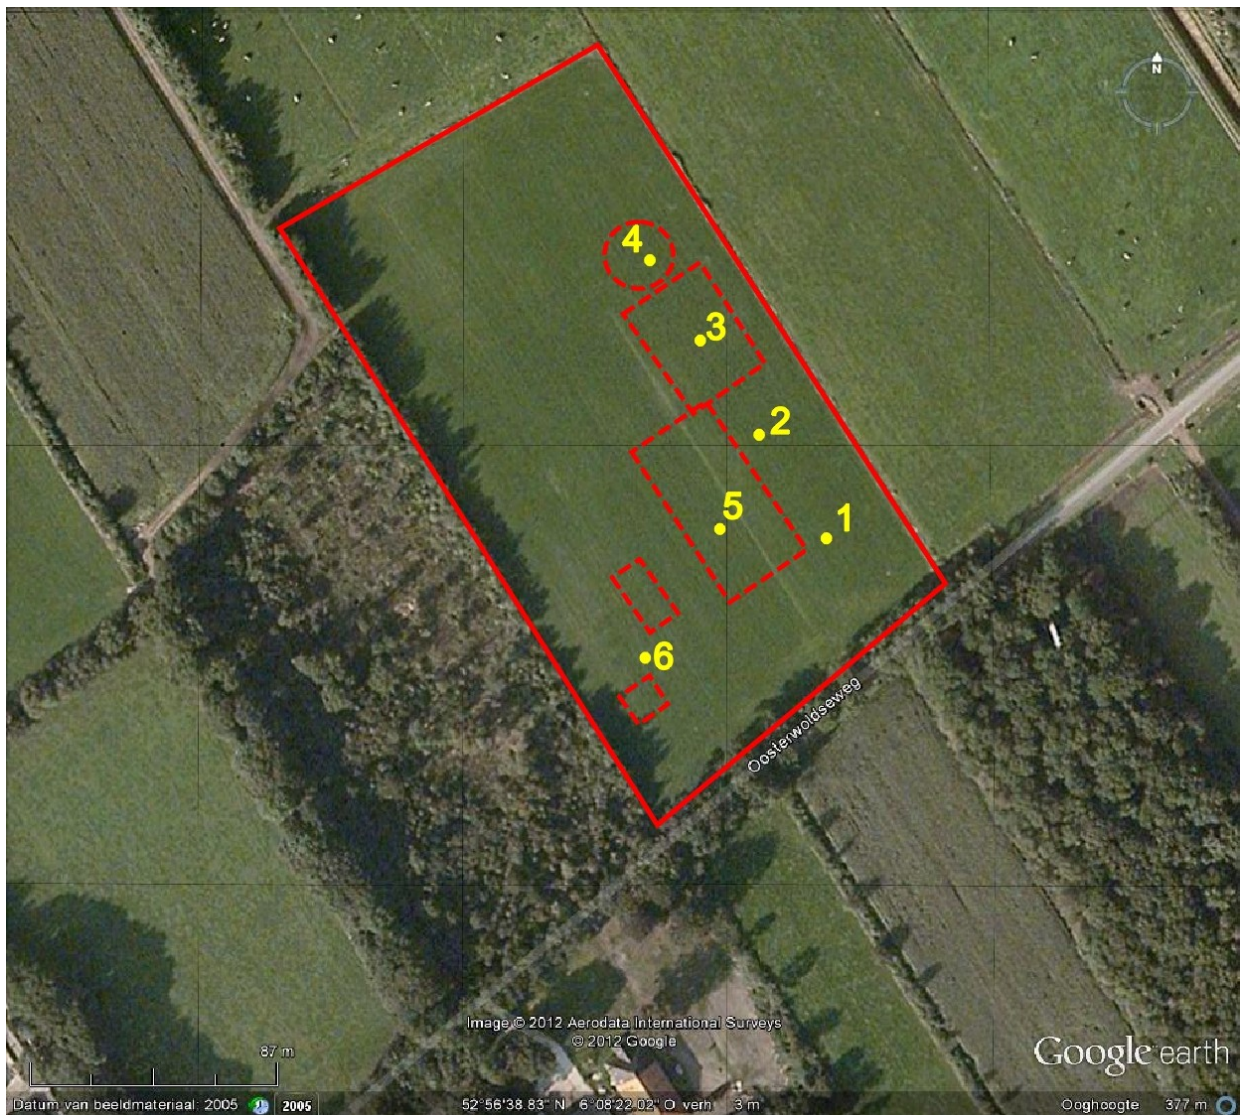 N
4
3
2
5
1
6
Oosterwoldseweg
Image © 2012 Aerodata International Surveys
© 2012 Google
Google earth
87 m
Datum van beeldmateriaal: 2005 2005 52°56'38.83" N 6°08'22.02" O verh 3 m Ooghoogte 377 m